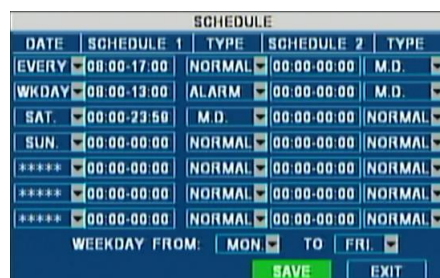 SCHEDULE
DATE SCHEDULE 1 TYPE SCHEDULE 2 TYPE
EVERY 08:00-17:00 NORMAL 00:00-00:00 M.D.
WKDAY 08:00-13:00 ALARM 00:00-00:00 M.D.
SAT. 00:00-23:59 M.D. 00:00-00:00 NORMAL
SUN. 00:00-00:00 NORMAL 00:00-00:00 NORMAL
***** 00:00-00:00 NORMAL 00:00-00:00 NORMAL
***** 00:00-00:00 NORMAL 00:00-00:00 NORMAL
***** 00:00-00:00 NORMAL 00:00-00:00 NORMAL
WEEKDAY FROM: MON. TO FRI.
SAVE EXIT